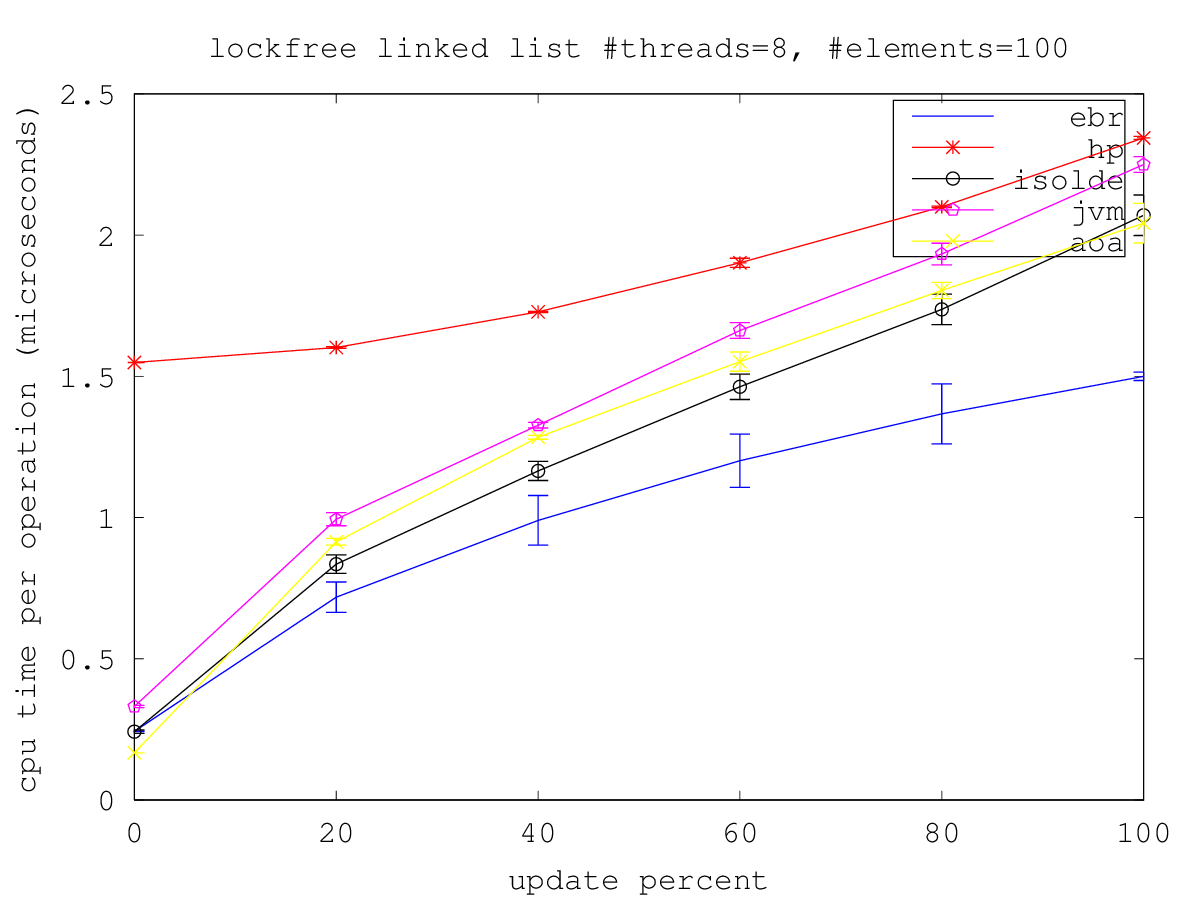 lockfree linked list #threads=8, #elements=100
cpu time per operation (microseconds)
2.5
2
1.5
1
0.5
0
ebr
hp
isolde
jvm
aoa
0 20 40 60 80 100
update percent